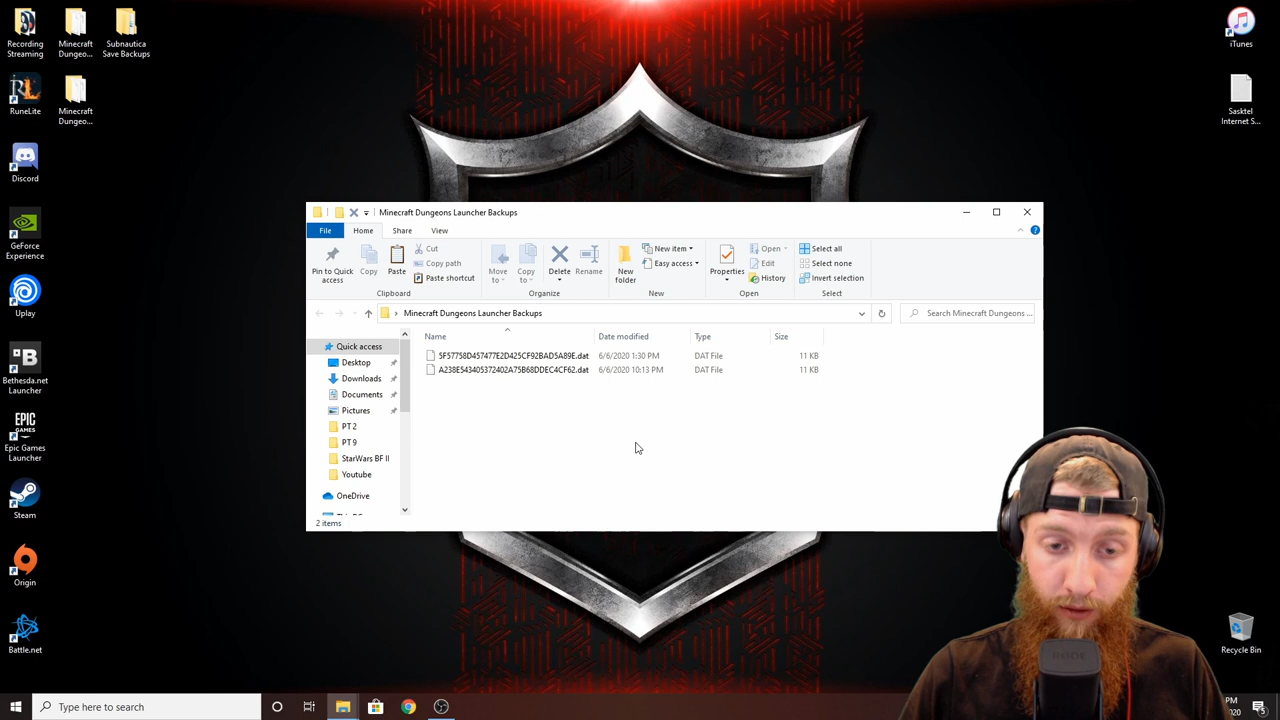 Recording
Streaming
Minecraft
Dungeo...
Subnautica
Save Backups
RuneLite
Minecraft
Dungeo...
Discord
GeForce
Experience
Uplay
Bethesda.net
Launcher
EPIC
GAMES
Epic Games
Launcher
Steam
Origin
Battle.net
iTunes
Sasktel
Internet S...
Recycle Bin
Minecraft Dungeons Launcher Backups
File Home Share View
Pin to Quick
access
Copy
Paste
Cut
Copy path
Paste shortcut
Clipboard
Move
to
Copy
to
Delete
Rename
Organize
New
folder
New item
Easy access
New
Properties
Open
Edit
History
Open
Select all
Select none
Invert selection
Select
Minecraft Dungeons Launcher Backups
Search Minecraft Dungeons ...
Quick access
Desktop
Downloads
Documents
Pictures
PT 2
PT 9
StarWars BF II
Youtube
OneDrive
Name Date modified Type Size
5F57758D457477E2D425CF92BAD5A89E.dat 6/6/2020 1:30 PM DAT File 11 KB
A238E543405372402A75B68DDEC4CF62.dat 6/6/2020 10:13 PM DAT File 11 KB
2 items
RODE
Type here to search
PM
2020
5